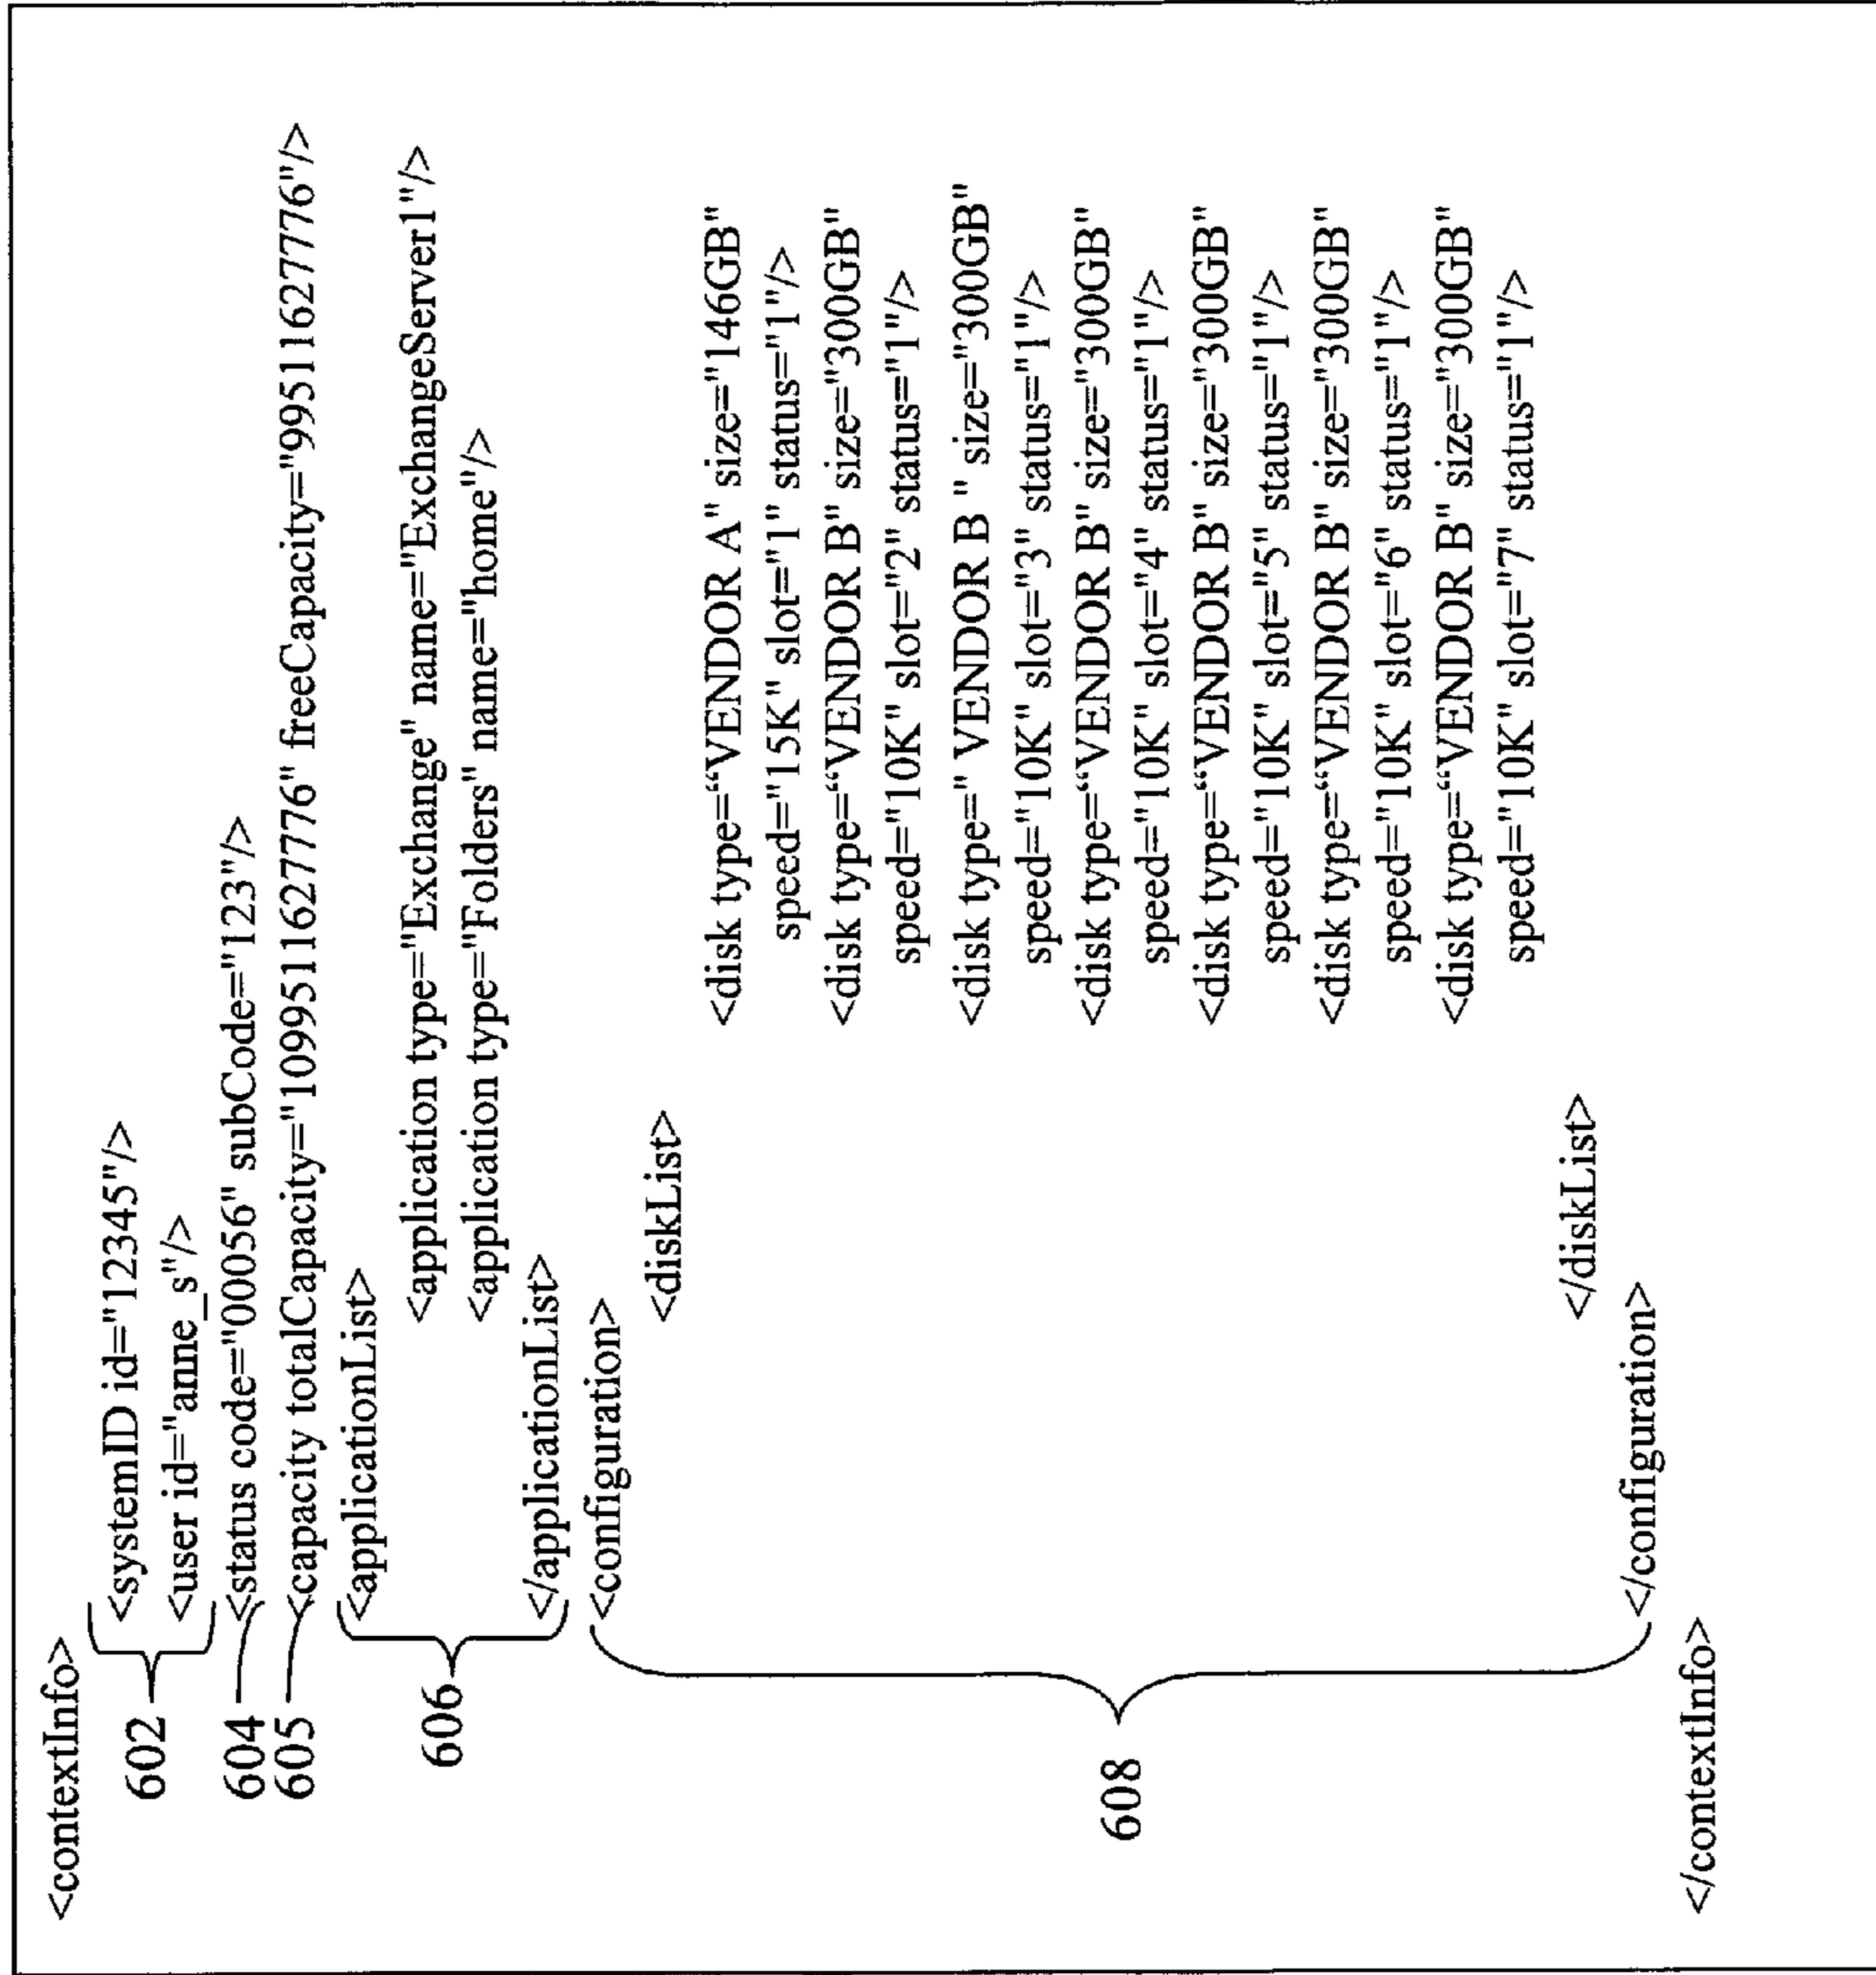 <contextInfo>
602
<systemID id="12345"/>
<user id="anne_s"/>
604 <status code="00056" subCode="123"/>
605 <capacity totalCapacity="1099511627776" freeCapacity="99511627776"/>
606
<applicationList>
<application type="Exchange" name="ExchangeServer1"/>
<application type="Folders" name="home"/>
</applicationList>
608
<configuration>
<diskList>
<disk type=“VENDOR A" size="146GB"
speed="15K" slot="1" status="1"/>
<disk type=“VENDOR B" size="300GB"
speed="10K" slot="2" status="1"/>
<disk type=" VENDOR B " size="300GB"
speed="10K" slot="3" status="1"/>
<disk type=“VENDOR B" size="300GB"
speed="10K" slot="4" status="1"/>
<disk type=“VENDOR B" size="300GB"
speed="10K" slot="5" status="1"/>
<disk type=“VENDOR B" size="300GB"
speed="10K" slot="6" status="1"/>
<disk type=“VENDOR B" size="300GB"
speed="10K" slot="7" status="1"/>
</diskList>
</configuration>
</contextInfo>